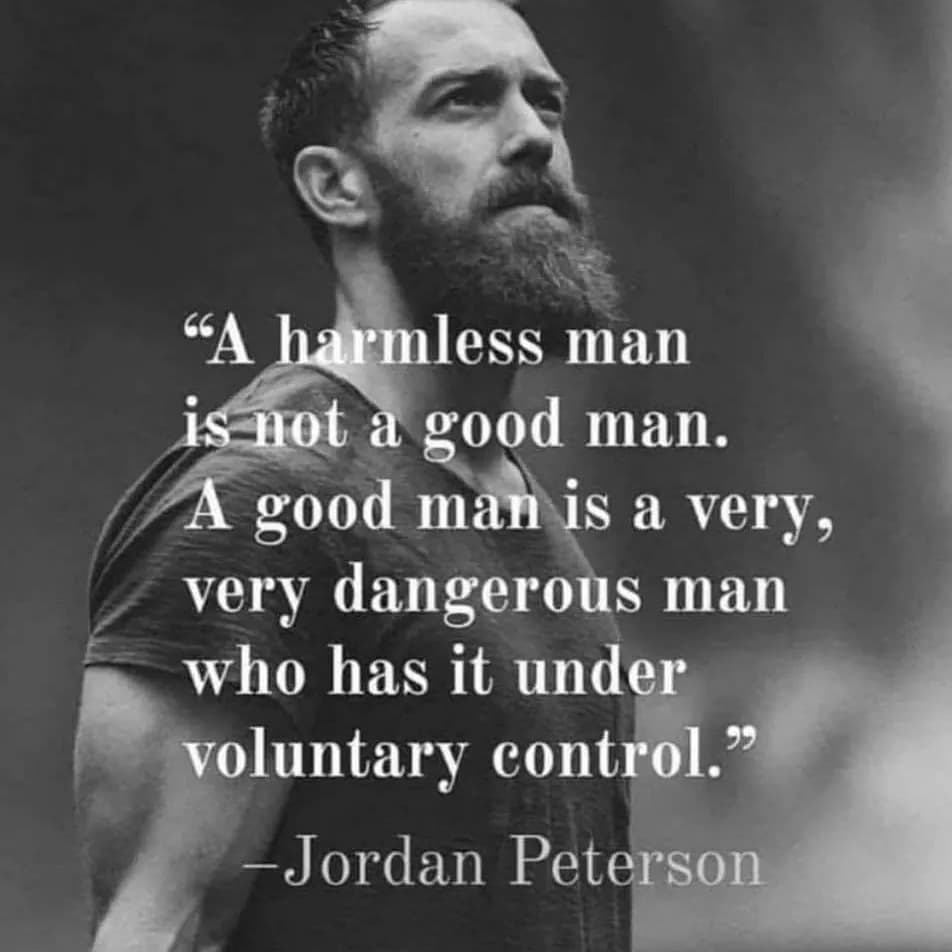 “A harmless man
is not a good man.
A good man is a very,
very dangerous man
who has it under
voluntary control.”
–Jordan Peterson